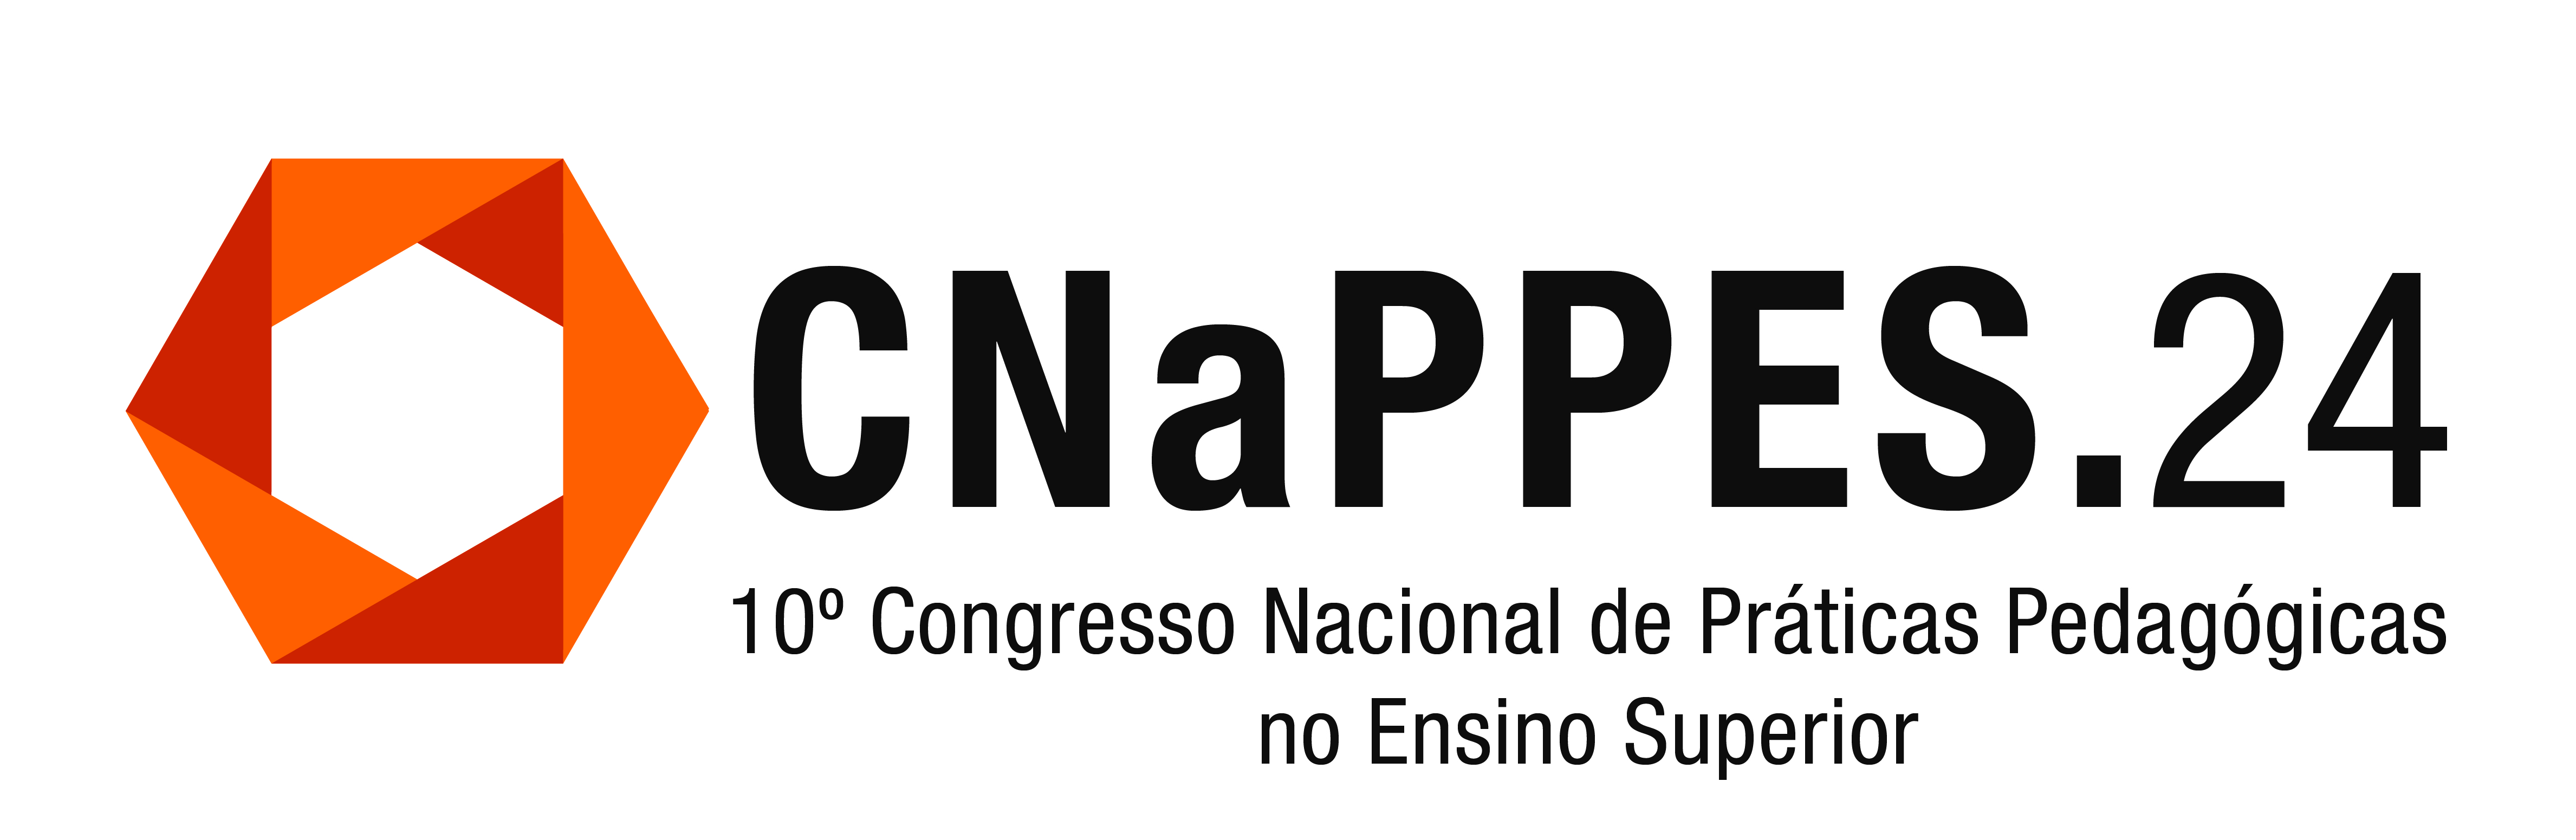 CNaPPES.24
10º Congresso Nacional de Práticas Pedagógicas
no Ensino Superior